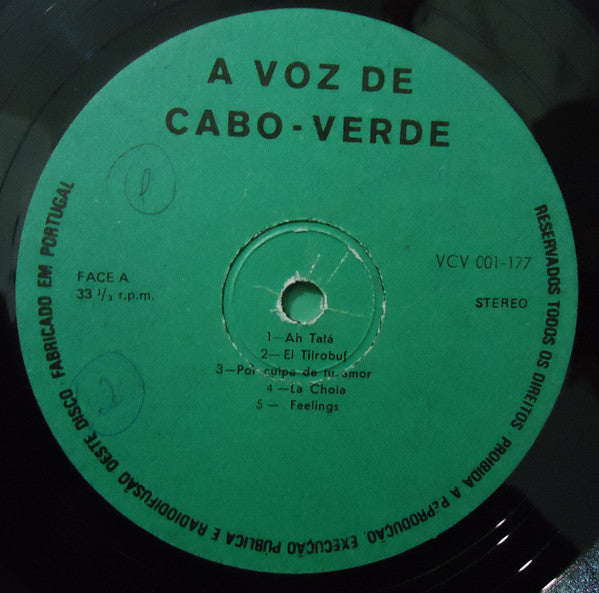 A VOZ DE
CABO-VERDE
FACE A
33 1/3 r.p.m.
VCV 001-177
STEREO
1—Ah Tatá
2—El Tilrobuf
3—Por culpa de tu amor
4—La Chola
5— Feelings
RESERVADOS TODOS OS DIREITOS · PROIBIDA A REPRODUÇÃO, EXECUÇÃO PÚBLICA E RADIODIFUSÃO DESTE DISCO · FABRICADO EM PORTUGAL
2